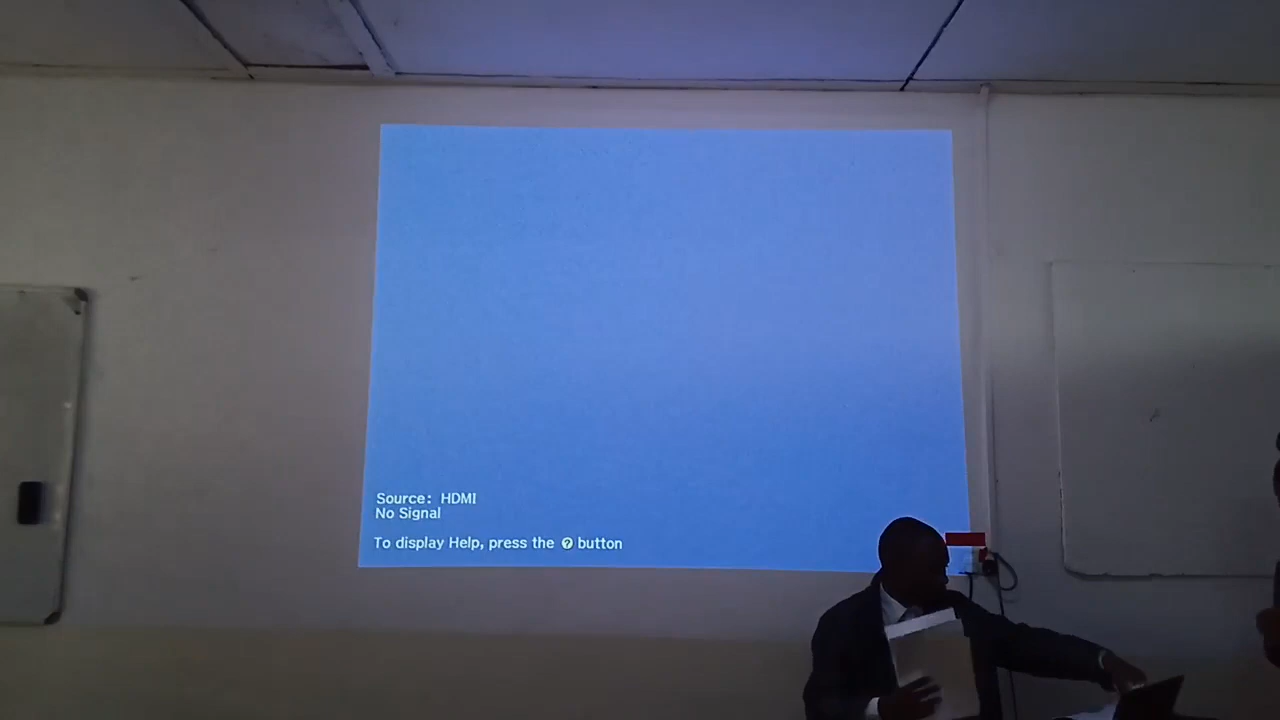 Source: HDMI
No Signal
To display Help, press the ? button